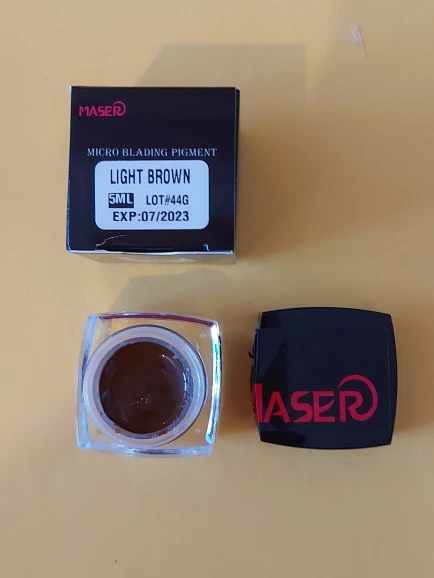 MASER
MICRO BLADING PIGMENT
LIGHT BROWN
5ML LOT#44G
EXP:07/2023
MASER